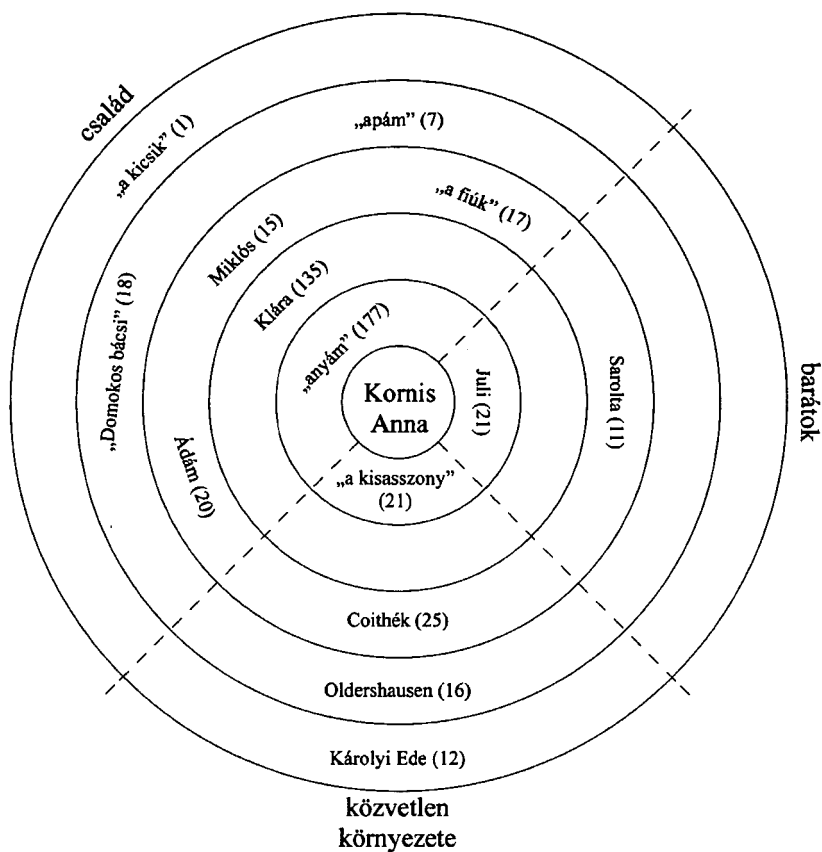 család
„a kicsik” (1)
„apám” (7)
„a fiúk” (17)
Miklós (15)
Klára (135)
„anyám” (177)
„Domokos bácsi” (18)
Ádám (20)
Kornis
Anna
Juli (21)
Sarolta (11)
barátok
„a kisasszony”
(21)
Coithék (25)
Oldershausen (16)
Károlyi Ede (12)
közvetlen
környezete